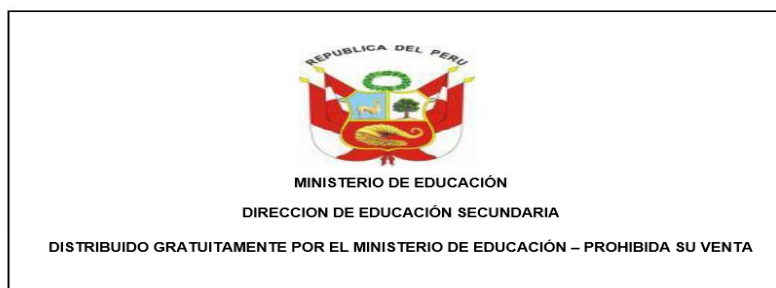 REPUBLICA DEL PERU
MINISTERIO DE EDUCACIÓN
DIRECCION DE EDUCACIÓN SECUNDARIA
DISTRIBUIDO GRATUITAMENTE POR EL MINISTERIO DE EDUCACIÓN – PROHIBIDA SU VENTA